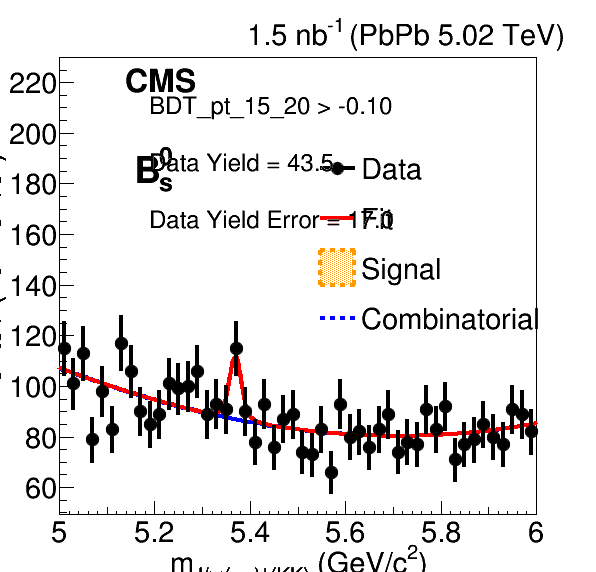 1.5 nb⁻¹ (PbPb 5.02 TeV)
CMS
BDT_pt_15_20 > -0.10
B⁰ₛ
Data Yield = 43.5
Data
Data Yield Error = 17.0
Fit
Signal
Combinatorial
220
200
180
160
140
120
100
80
60
5 5.2 5.4 5.6 5.8 6
(GeV/c²)